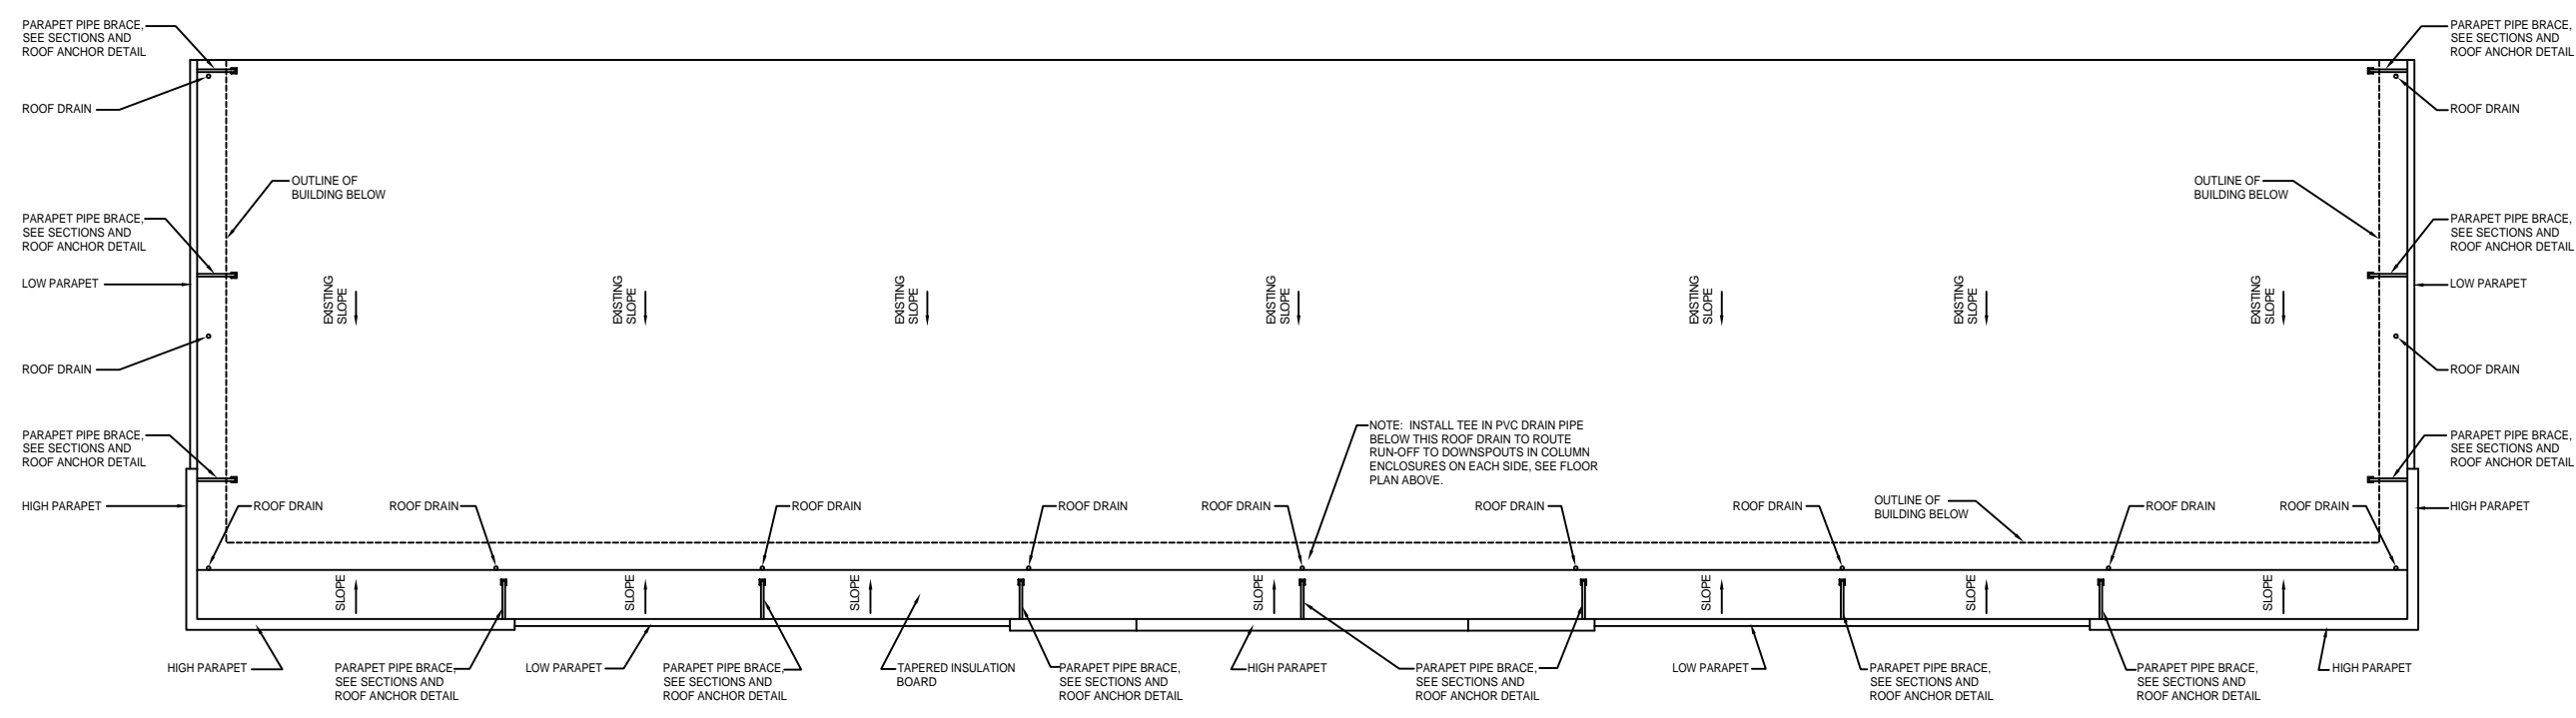 PARAPET PIPE BRACE,
SEE SECTIONS AND
ROOF ANCHOR DETAIL
PARAPET PIPE BRACE,
SEE SECTIONS AND
ROOF ANCHOR DETAIL
ROOF DRAIN
ROOF DRAIN
OUTLINE OF
BUILDING BELOW
OUTLINE OF
BUILDING BELOW
PARAPET PIPE BRACE,
SEE SECTIONS AND
ROOF ANCHOR DETAIL
PARAPET PIPE BRACE,
SEE SECTIONS AND
ROOF ANCHOR DETAIL
LOW PARAPET
LOW PARAPET
EXISTING
SLOPE
EXISTING
SLOPE
EXISTING
SLOPE
EXISTING
SLOPE
EXISTING
SLOPE
EXISTING
SLOPE
EXISTING
SLOPE
ROOF DRAIN
ROOF DRAIN
PARAPET PIPE BRACE,
SEE SECTIONS AND
ROOF ANCHOR DETAIL
NOTE: INSTALL TEE IN PVC DRAIN PIPE
BELOW THIS ROOF DRAIN TO ROUTE
RUN-OFF TO DOWNSPOUTS IN COLUMN
ENCLOSURES ON EACH SIDE, SEE FLOOR
PLAN ABOVE.
PARAPET PIPE BRACE,
SEE SECTIONS AND
ROOF ANCHOR DETAIL
HIGH PARAPET
ROOF DRAIN
ROOF DRAIN
ROOF DRAIN
ROOF DRAIN
ROOF DRAIN
ROOF DRAIN
ROOF DRAIN
OUTLINE OF
BUILDING BELOW
ROOF DRAIN
ROOF DRAIN
HIGH PARAPET
SLOPE
SLOPE
SLOPE
SLOPE
SLOPE
SLOPE
SLOPE
HIGH PARAPET
PARAPET PIPE BRACE,
SEE SECTIONS AND
ROOF ANCHOR DETAIL
LOW PARAPET
PARAPET PIPE BRACE,
SEE SECTIONS AND
ROOF ANCHOR DETAIL
TAPERED INSULATION
BOARD
PARAPET PIPE BRACE,
SEE SECTIONS AND
ROOF ANCHOR DETAIL
HIGH PARAPET
PARAPET PIPE BRACE,
SEE SECTIONS AND
ROOF ANCHOR DETAIL
LOW PARAPET
PARAPET PIPE BRACE,
SEE SECTIONS AND
ROOF ANCHOR DETAIL
PARAPET PIPE BRACE,
SEE SECTIONS AND
ROOF ANCHOR DETAIL
HIGH PARAPET